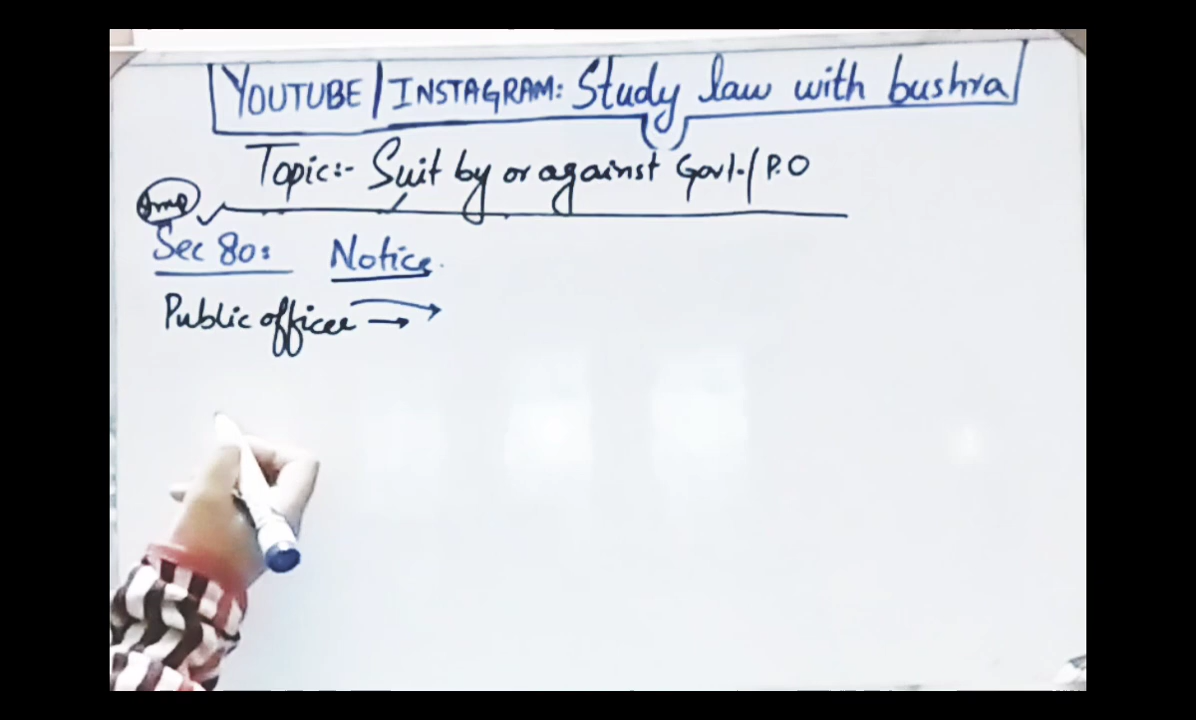 YOUTUBE / INSTAGRAM: Study law with bushra
Topic:- Suit by or against Govt./P.O
Imp
Sec 80: Notice.
Public officer →